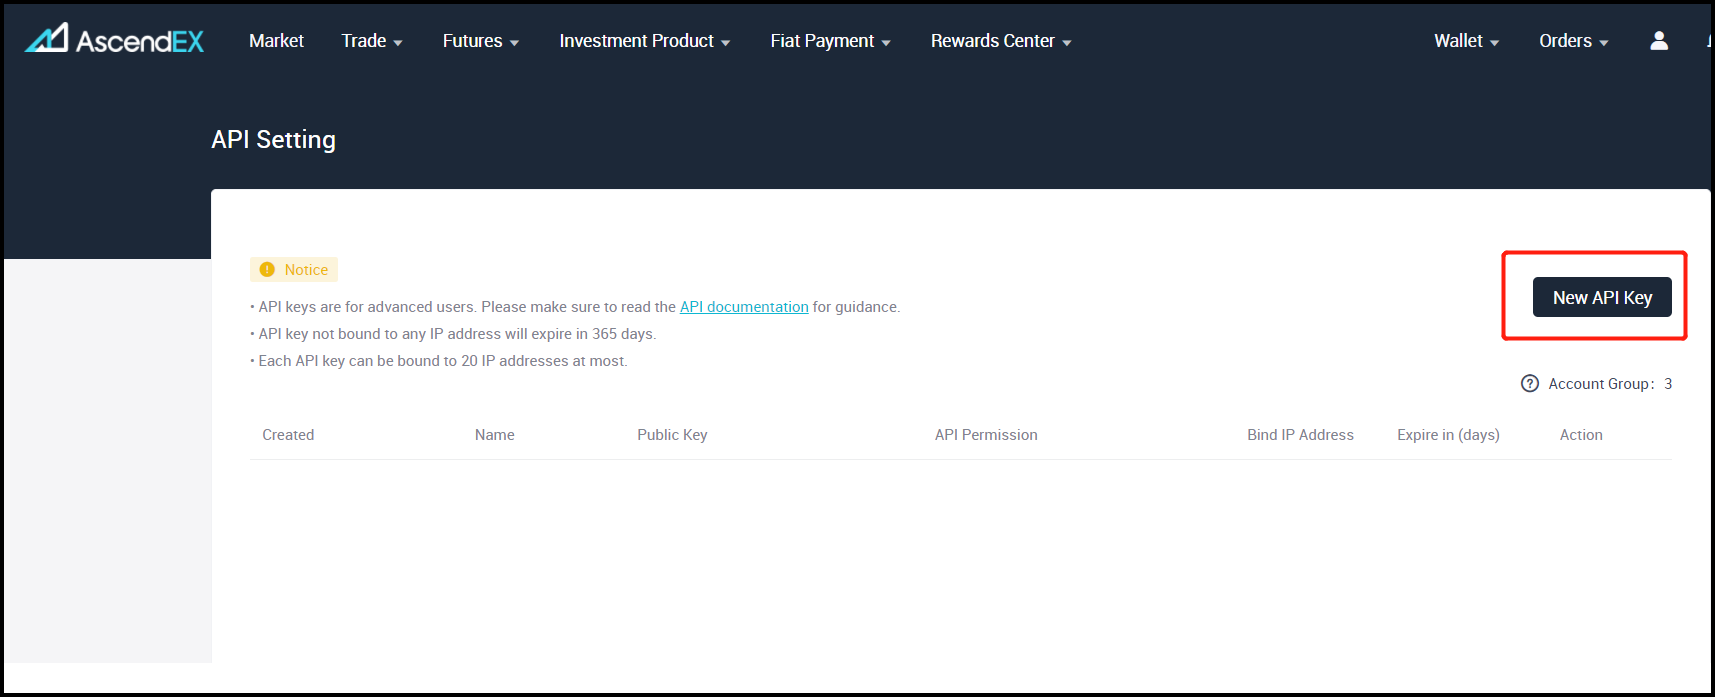 AscendEX Market Trade Futures Investment Product Fiat Payment Rewards Center Wallet Orders
API Setting
! Notice
• API keys are for advanced users. Please make sure to read the API documentation for guidance.
• API key not bound to any IP address will expire in 365 days.
• Each API key can be bound to 20 IP addresses at most.
New API Key
? Account Group: 3
Created Name Public Key API Permission Bind IP Address Expire in (days) Action